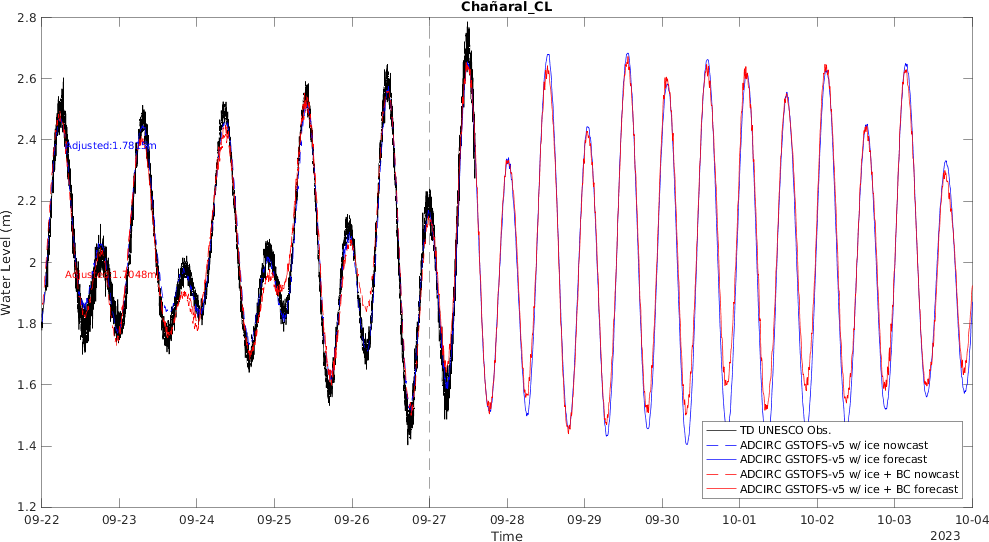 Chañaral_CL
2.8
2.6
2.4
2.2
2
1.8
1.6
1.4
1.2
Water Level (m)
Adjusted:1.7048m
TD UNESCO Obs.
ADCIRC GSTOFS-v5 w/ ice nowcast
ADCIRC GSTOFS-v5 w/ ice forecast
ADCIRC GSTOFS-v5 w/ ice + BC nowcast
ADCIRC GSTOFS-v5 w/ ice + BC forecast
09-22 09-23 09-24 09-25 09-26 09-27 09-28 09-29 09-30 10-01 10-02 10-03 10-04
Time
2023